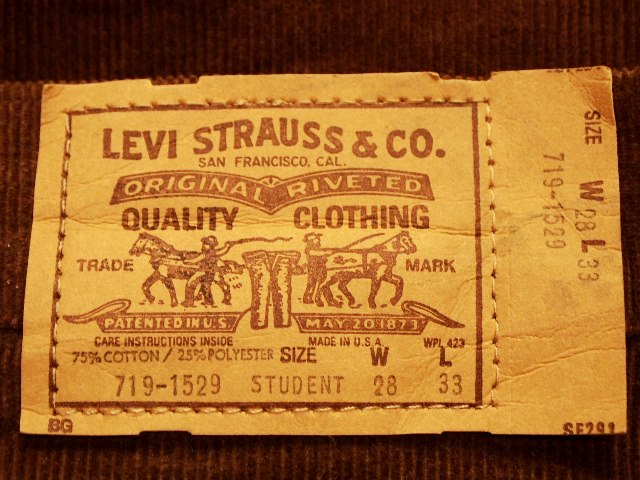 LEVI STRAUSS & CO.
SAN FRANCISCO, CAL.
ORIGINAL RIVETED
QUALITY CLOTHING
TRADE MARK
PATENTED IN U.S. MAY 20 1873
CARE INSTRUCTIONS INSIDE MADE IN U.S.A. WPL 423
75% COTTON / 25% POLYESTER SIZE W L
719-1529 STUDENT 28 33
BG
SIZE W 28 L 33
719-1529